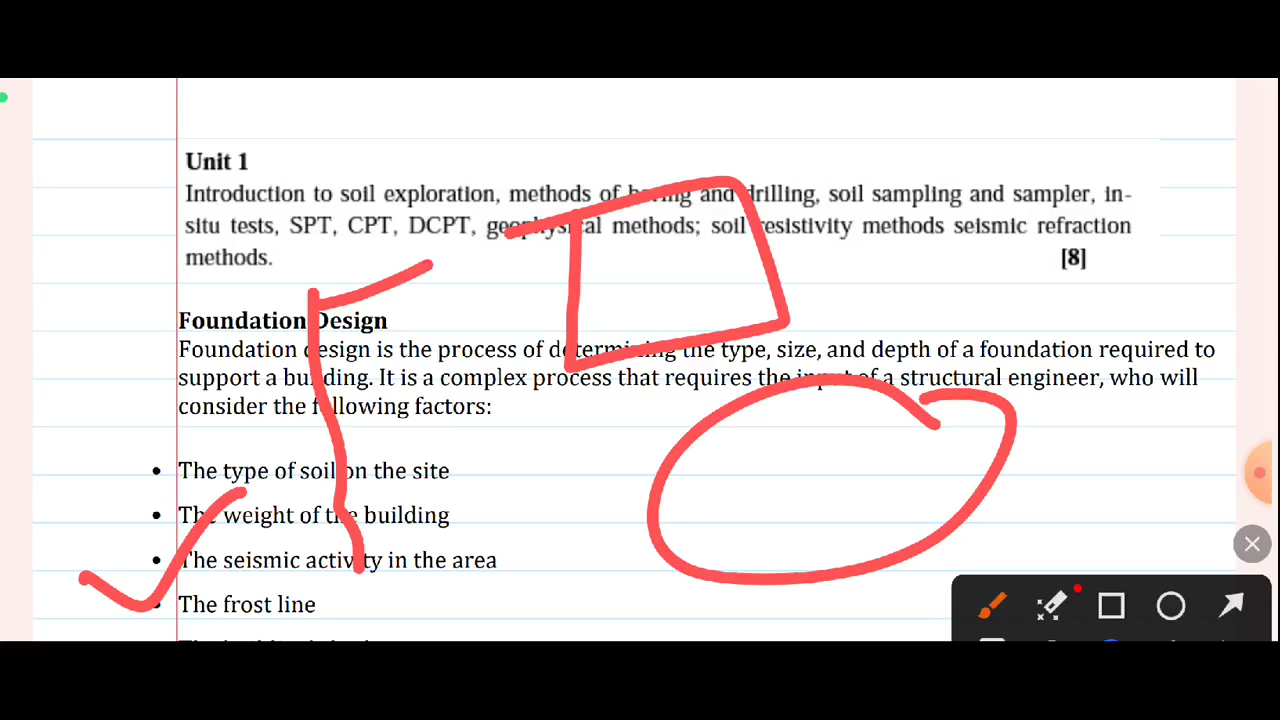 Unit 1
Introduction to soil exploration, methods of boring and drilling, soil sampling and sampler, in-
situ tests, SPT, CPT, DCPT, geophysical methods; soil resistivity methods seismic refraction
methods. [8]
Foundation Design
Foundation design is the process of determining the type, size, and depth of a foundation required to
support a building. It is a complex process that requires the input of a structural engineer, who will
consider the following factors:
• The type of soil on the site
• The weight of the building
• The seismic activity in the area
• The frost line